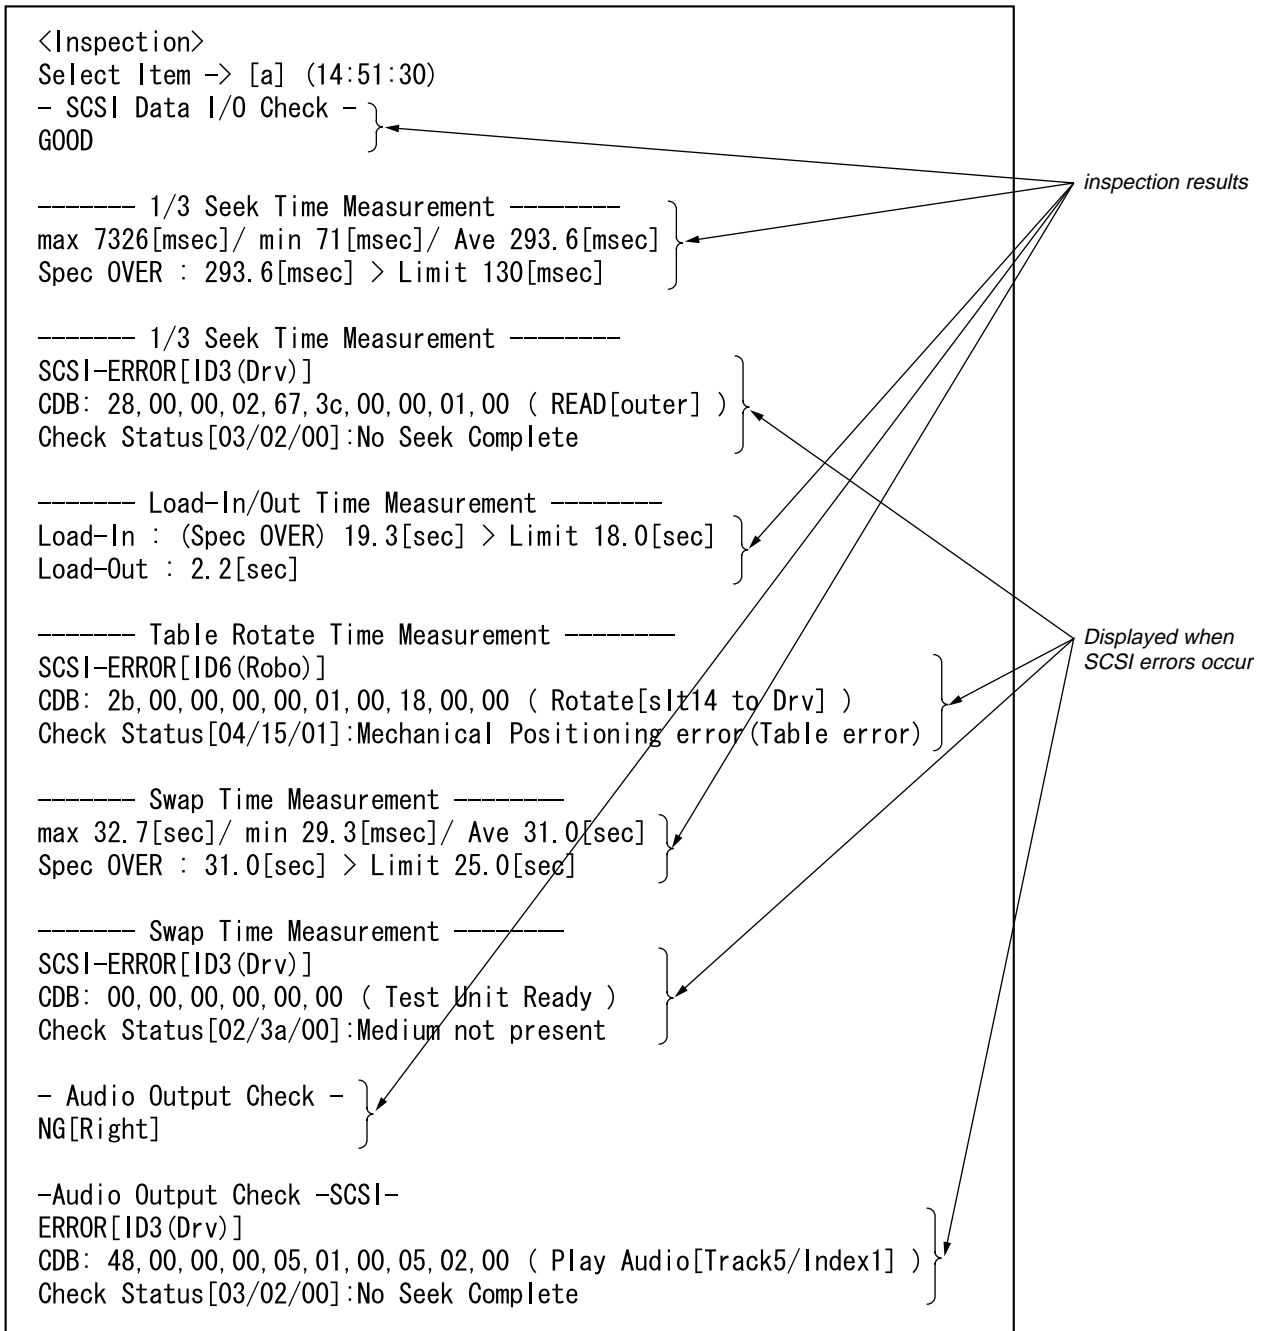 <Inspection>
Select Item -> [a] (14:51:30)
- SCSI Data I/O Check -
GOOD
------- 1/3 Seek Time Measurement --------
max 7326[msec]/ min 71[msec]/ Ave 293.6[msec]
Spec OVER : 293.6[msec] > Limit 130[msec]
------- 1/3 Seek Time Measurement --------
SCSI-ERROR[ID3(Drv)]
CDB: 28,00,00,02,67,3c,00,00,01,00 ( READ[outer] )
Check Status[03/02/00]:No Seek Complete
------- Load-In/Out Time Measurement --------
Load-In : (Spec OVER) 19.3[sec] > Limit 18.0[sec]
Load-Out : 2.2[sec]
------- Table Rotate Time Measurement --------
SCSI-ERROR[ID6(Robo)]
CDB: 2b,00,00,00,00,01,00,18,00,00 ( Rotate[slt14 to Drv] )
Check Status[04/15/01]:Mechanical Positioning error(Table error)
------- Swap Time Measurement --------
max 32.7[sec]/ min 29.3[msec]/ Ave 31.0[sec]
Spec OVER : 31.0[sec] > Limit 25.0[sec]
------- Swap Time Measurement --------
SCSI-ERROR[ID3(Drv)]
CDB: 00,00,00,00,00,00 ( Test Unit Ready )
Check Status[02/3a/00]:Medium not present
- Audio Output Check -
NG[Right]
-Audio Output Check -SCSI-
ERROR[ID3(Drv)]
CDB: 48,00,00,00,05,01,00,05,02,00 ( Play Audio[Track5/Index1] )
Check Status[03/02/00]:No Seek Complete
inspection results
Displayed when
SCSI errors occur